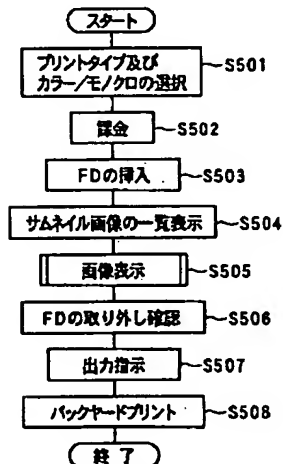 スタート
プリントタイプ及び
カラー/モノクロの選択
S501
課金
S502
FDの挿入
S503
サムネイル画像の一覧表示
S504
画像表示
S505
FDの取り外し確認
S506
出力指示
S507
バックヤードプリント
S508
終了